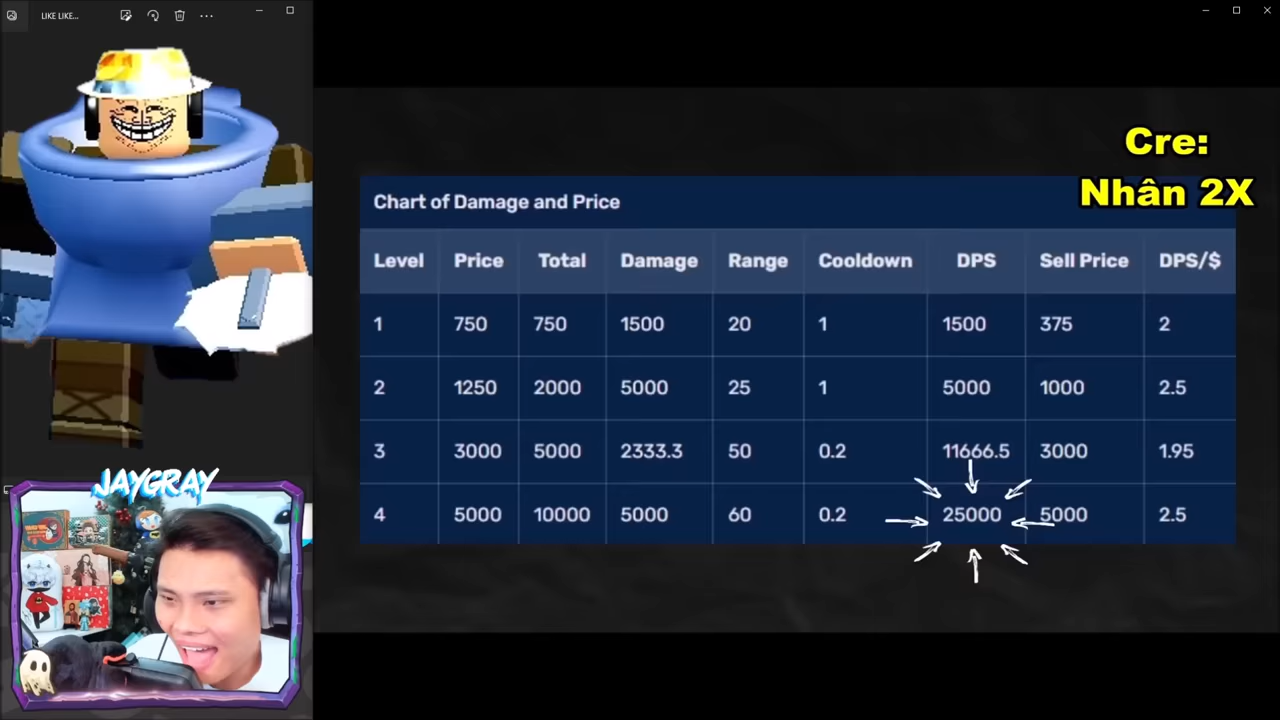 LIKE LIKE...
Cre:
Nhân 2X
Chart of Damage and Price
Level Price Total Damage Range Cooldown DPS Sell Price DPS/$
1 750 750 1500 20 1 1500 375 2
2 1250 2000 5000 25 1 5000 1000 2.5
3 3000 5000 2333.3 50 0.2 11666.5 3000 1.95
4 5000 10000 5000 60 0.2 25000 5000 2.5
JAYGRAY